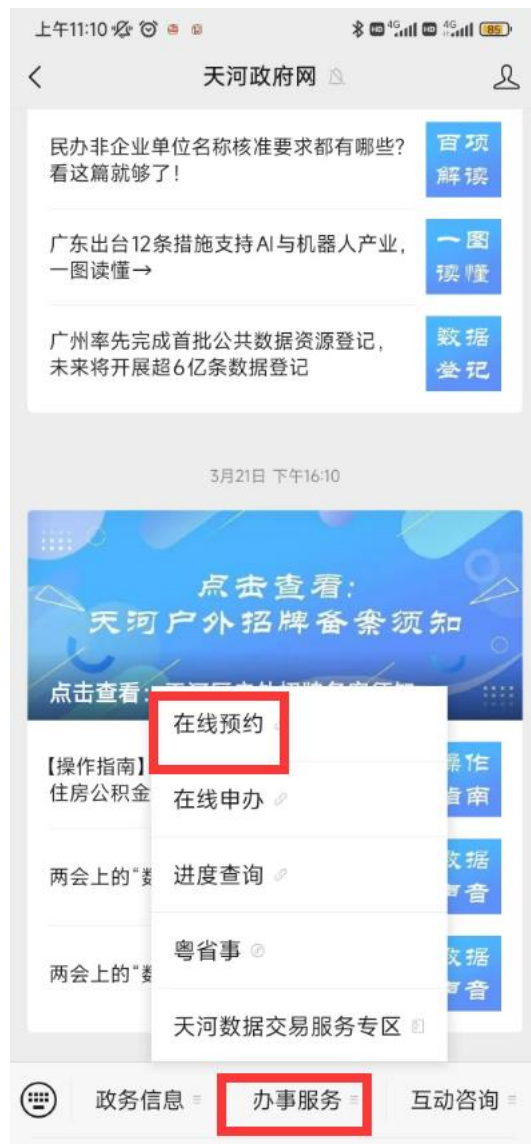 上午11:10
4G
4G
85
天河政府网
民办非企业单位名称核准要求都有哪些?
看这篇就够了!
百项
解读
广东出台12条措施支持AI与机器人产业,
一图读懂→
一图
读懂
广州率先完成首批公共数据资源登记,
未来将开展超6亿条数据登记
数据
登记
3月21日 下午16:10
点击查看:
天河户外招牌备案须知
点击查看:
在线预约
【操作指南】
住房公积金
在线申办
操作
指南
两会上的“数
进度查询
数据
声音
粤省事
两会上的“数
数据
声音
天河数据交易服务专区
政务信息
办事服务
互动咨询